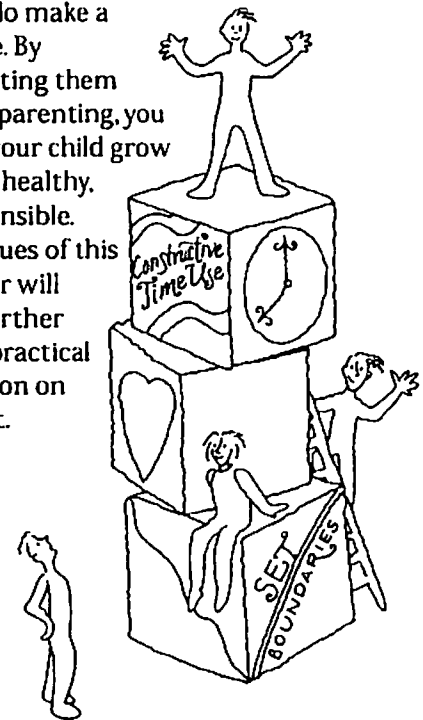 do make a
e. By
ting them
parenting, you
our child grow
healthy,
nsible.
ues of this
r will
rther
practical
on on
t.
Constructive
Time Use
SET
BOUNDARIES